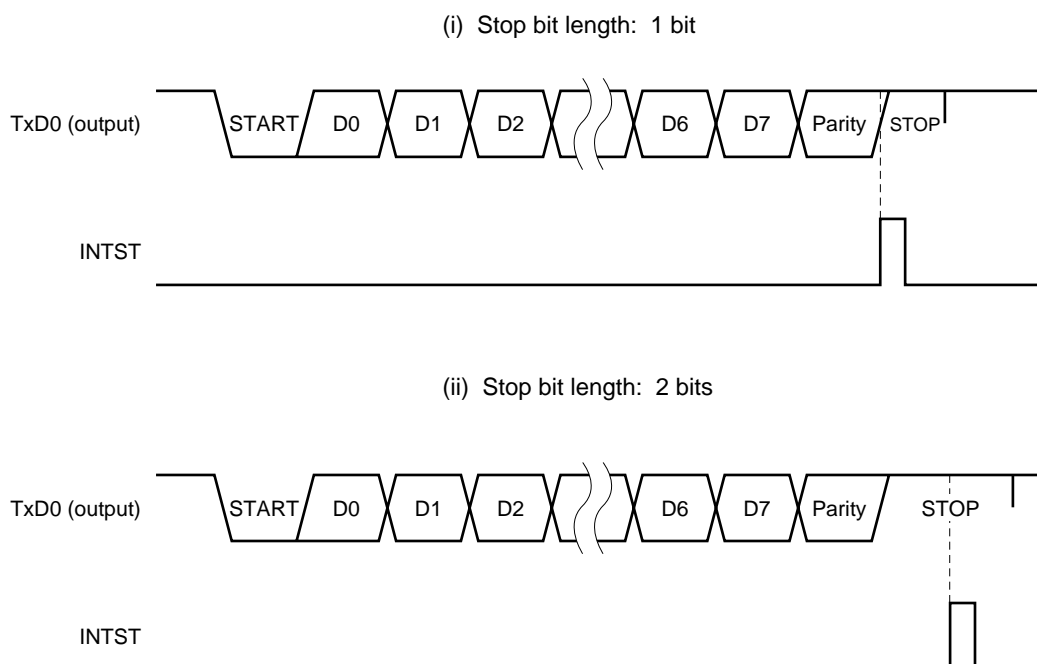 (i) Stop bit length: 1 bit
TxD0 (output) START D0 D1 D2 D6 D7 Parity STOP
INTST
(ii) Stop bit length: 2 bits
TxD0 (output) START D0 D1 D2 D6 D7 Parity STOP
INTST